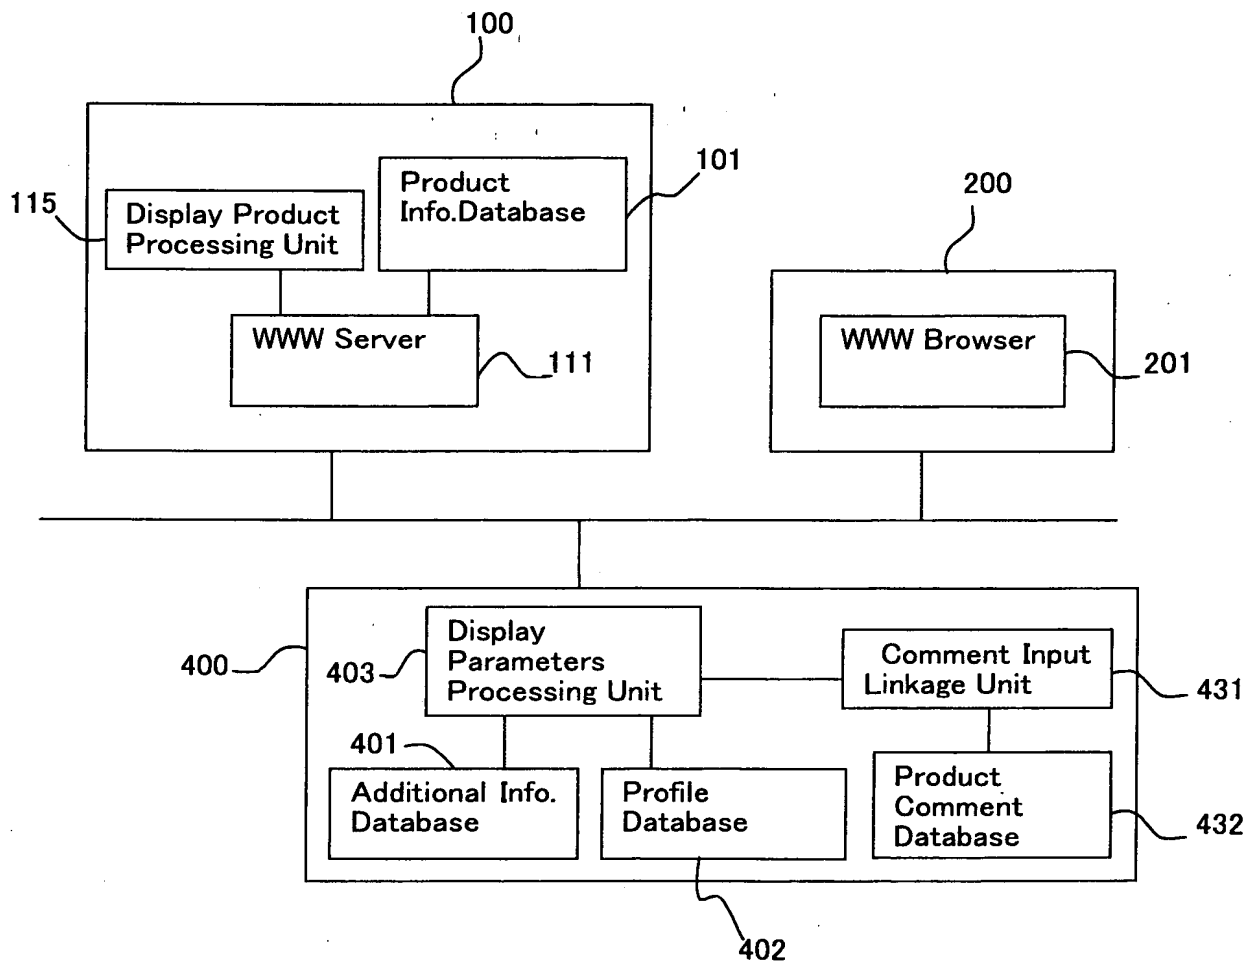 100
115
Display Product
Processing Unit
Product
Info.Database
101
WWW Server
111
200
WWW Browser
201
400
403
Display
Parameters
Processing Unit
Comment Input
Linkage Unit
431
401
Additional Info.
Database
Profile
Database
402
Product
Comment
Database
432